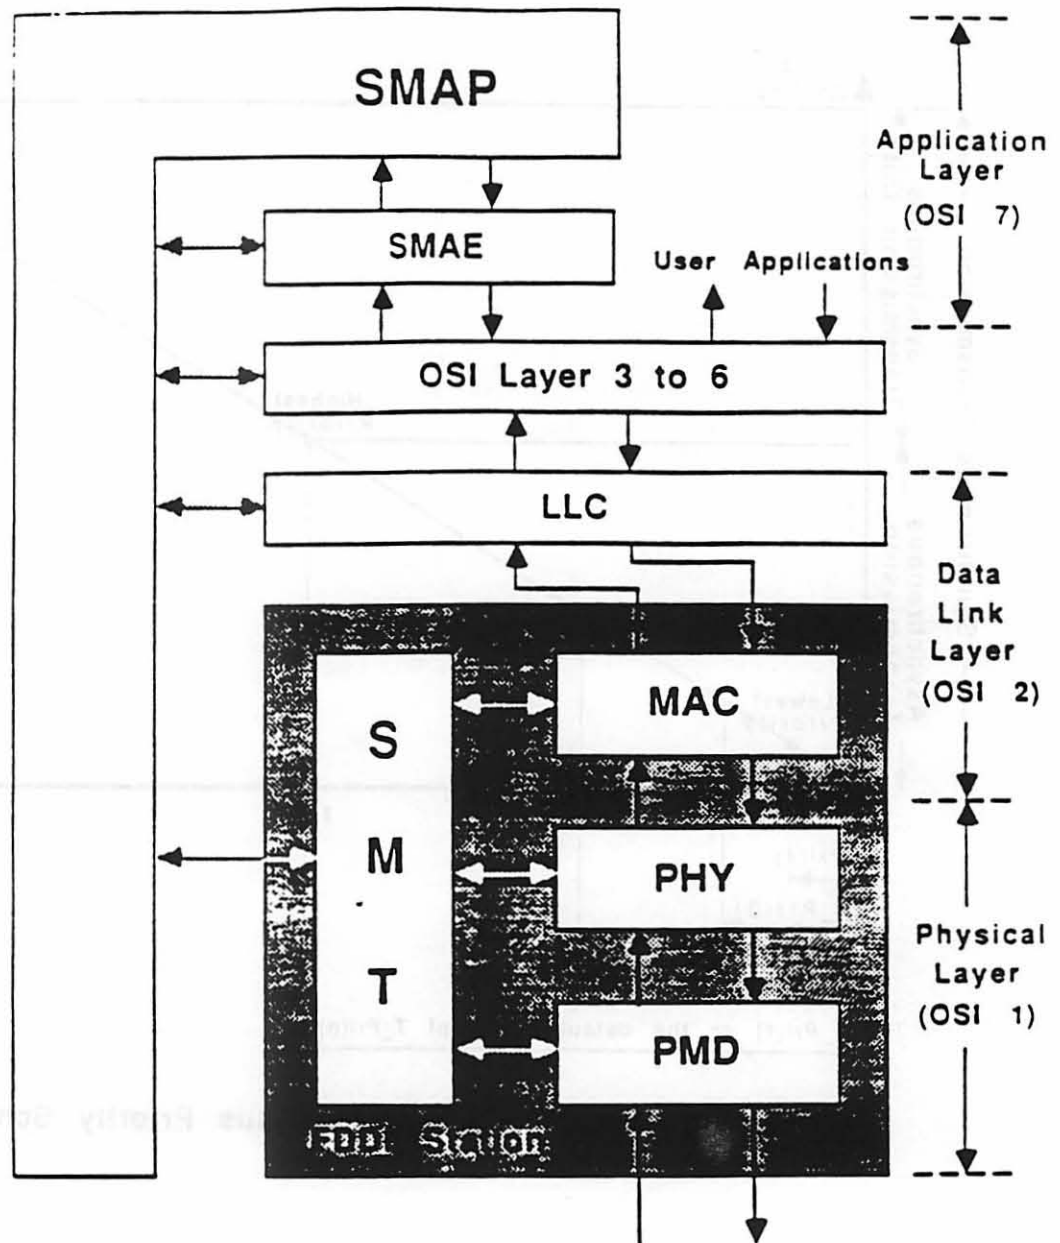 SMAP
Application
Layer
(OSI 7)
SMAE
User Applications
OSI Layer 3 to 6
LLC
Data
Link
Layer
(OSI 2)
MAC
S
M
T
PHY
Physical
Layer
(OSI 1)
PMD
FDDI Station